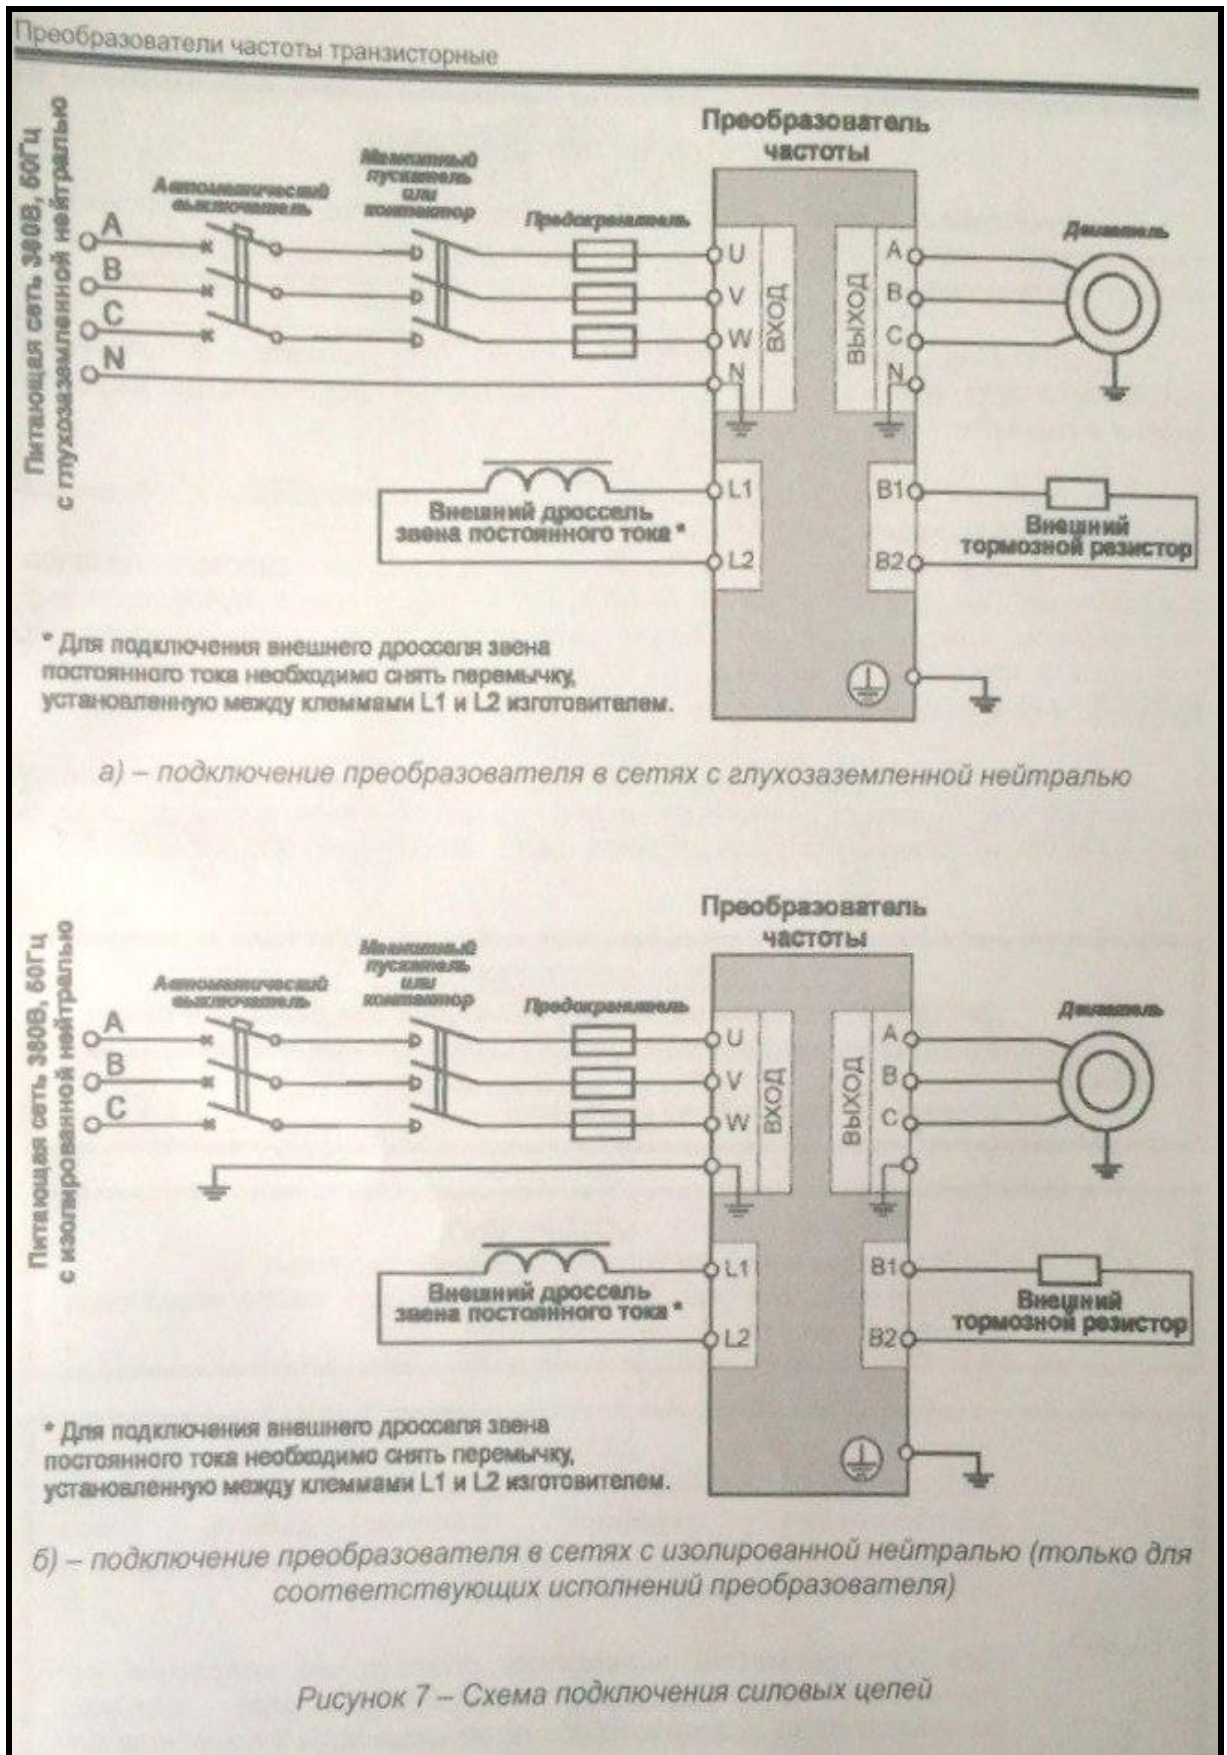 Преобразователи частоты транзисторные
Питающая сеть 380В, 50Гц
с глухозаземленной нейтралью
Преобразователь
частоты
Автоматический
выключатель
Магнитный
пускатель
или
контактор
Предохранитель
Двигатель
A
B
C
N
U
V
W
N
ВХОД
ВЫХОД
A
B
C
N
L1
L2
B1
B2
Внешний дроссель
звена постоянного тока *
Внешний
тормозной резистор
* Для подключения внешнего дросселя звена
постоянного тока необходимо снять перемычку,
установленную между клеммами L1 и L2 изготовителем.
а) – подключение преобразователя в сетях с глухозаземленной нейтралью
Питающая сеть 380В, 50Гц
с изолированной нейтралью
Преобразователь
частоты
Автоматический
выключатель
Магнитный
пускатель
или
контактор
Предохранитель
Двигатель
A
B
C
U
V
W
ВХОД
ВЫХОД
A
B
C
L1
L2
B1
B2
Внешний дроссель
звена постоянного тока *
Внешний
тормозной резистор
* Для подключения внешнего дросселя звена
постоянного тока необходимо снять перемычку,
установленную между клеммами L1 и L2 изготовителем.
б) – подключение преобразователя в сетях с изолированной нейтралью (только для
соответствующих исполнений преобразователя)
Рисунок 7 – Схема подключения силовых цепей